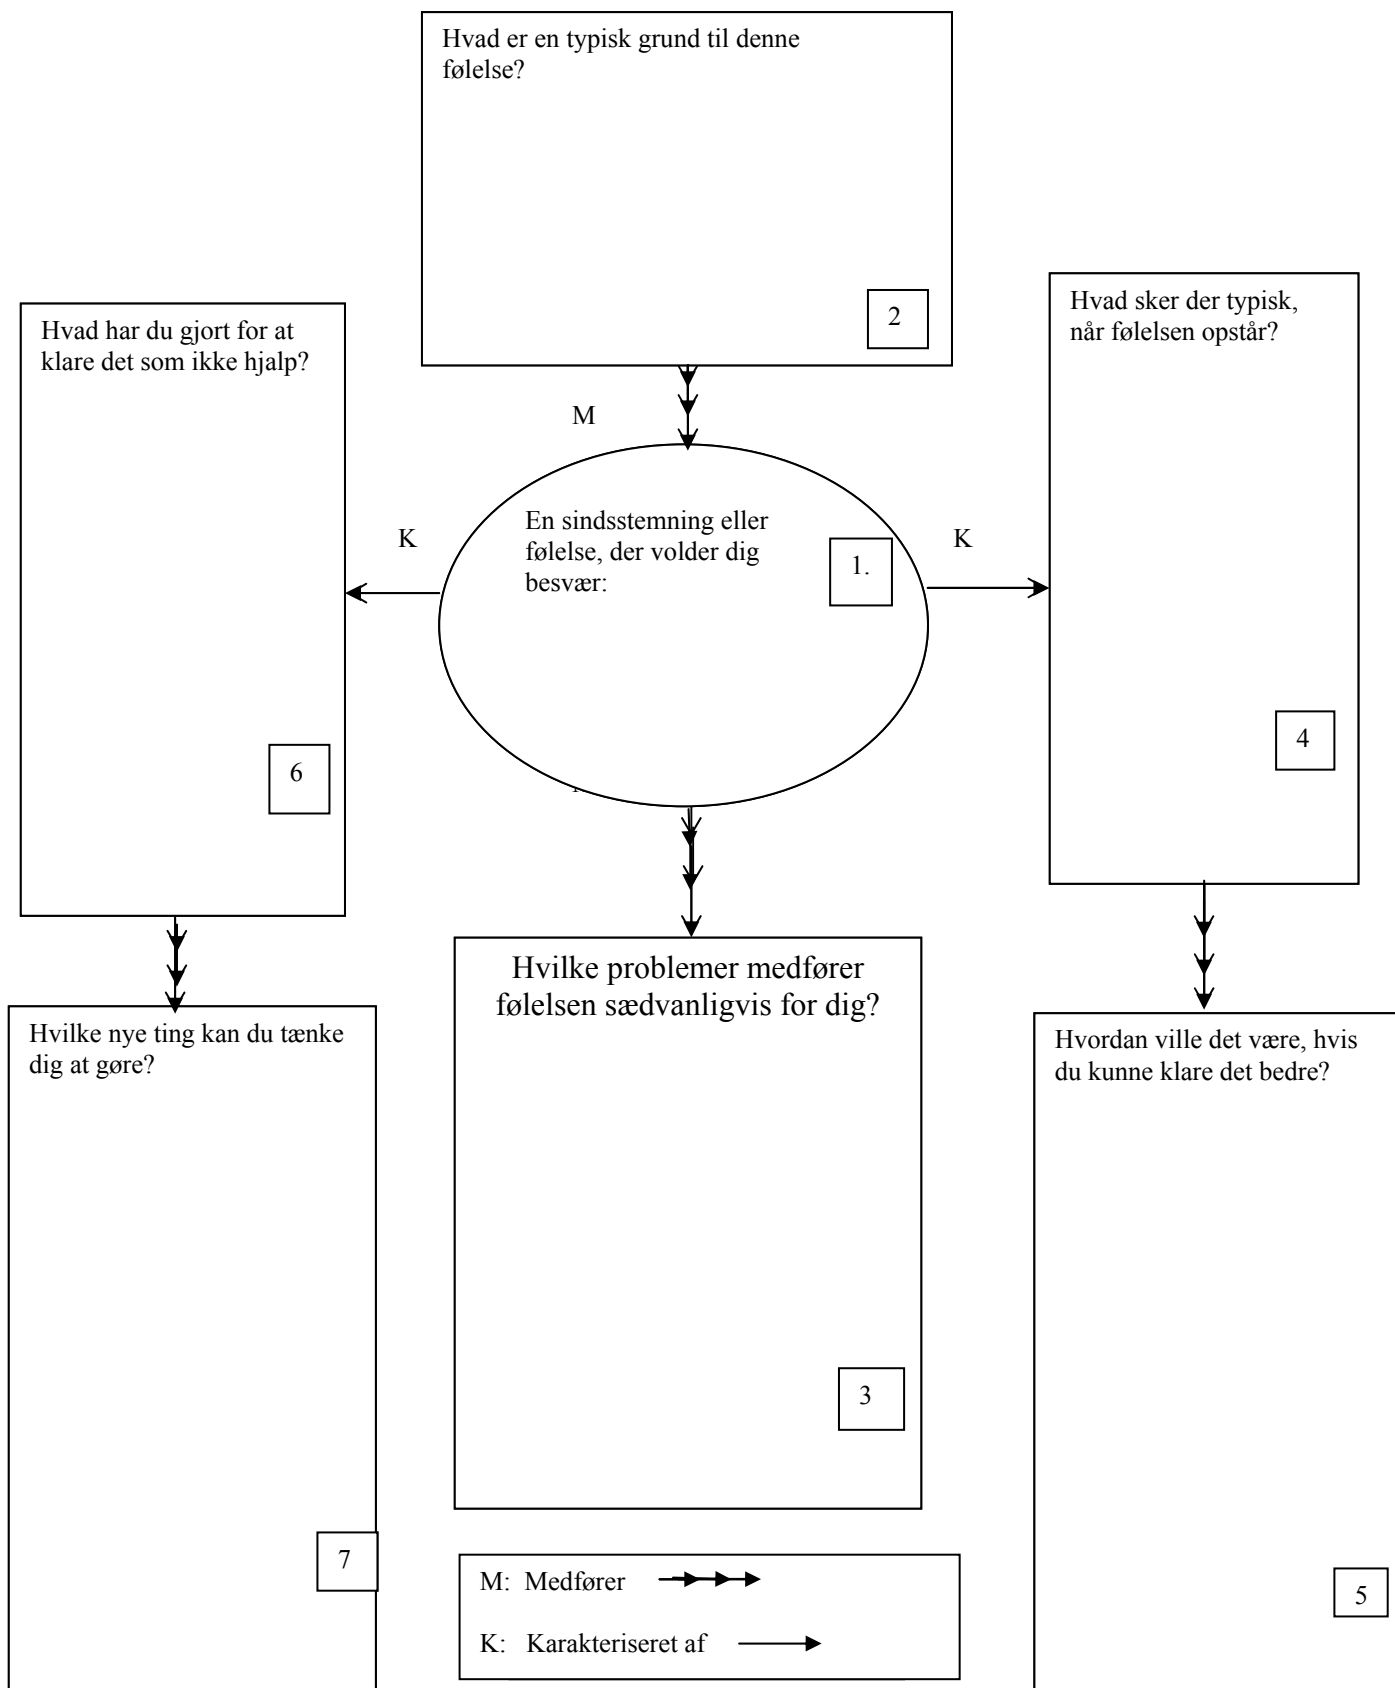 Hvad er en typisk grund til denne
følelse?
2
Hvad sker der typisk,
når følelsen opstår?
4
Hvad har du gjort for at
klare det som ikke hjalp?
6
M
K
En sindsstemning eller
følelse, der volder dig
besvær:
1.
K
Hvilke problemer medfører
følelsen sædvanligvis for dig?
3
Hvilke nye ting kan du tænke
dig at gøre?
7
Hvordan ville det være, hvis
du kunne klare det bedre?
5
M: Medfører
K: Karakteriseret af